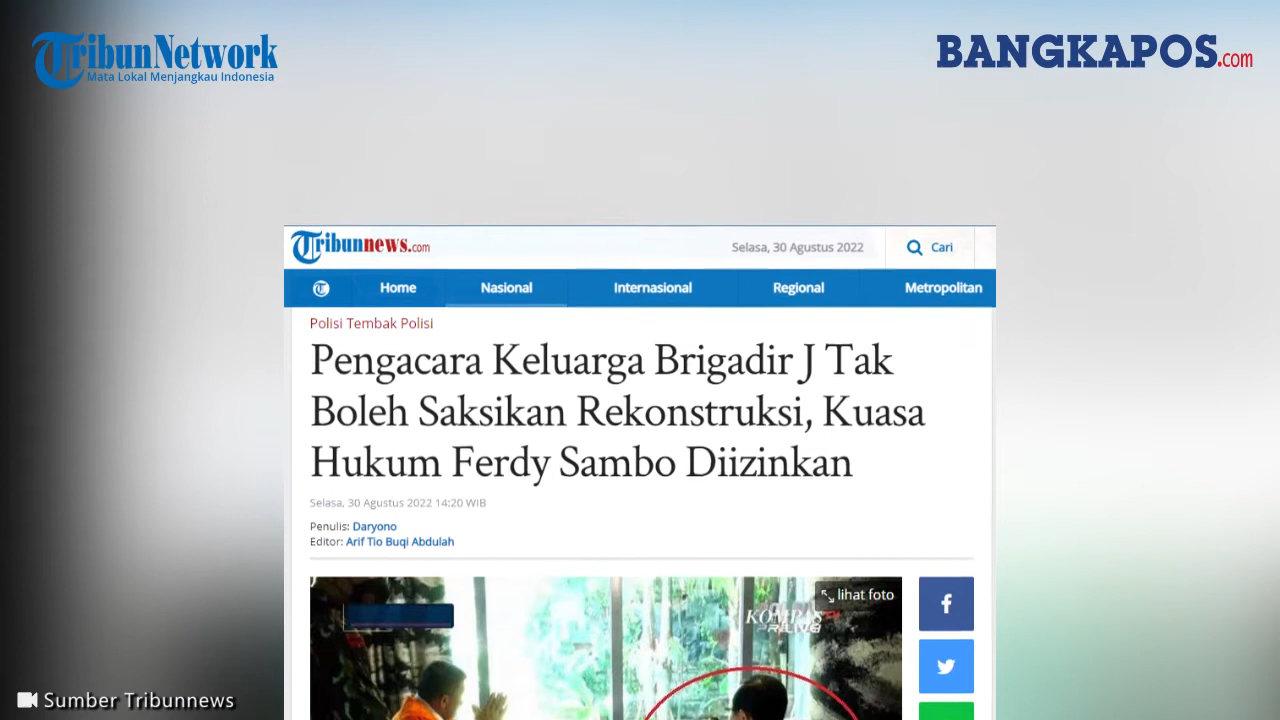 TribunNetwork
Mata Lokal Menjangkau Indonesia
BANGKAPOS.com
Tribunnews.com
Selasa, 30 Agustus 2022
Cari
Home
Nasional
Internasional
Regional
Metropolitan
Polisi Tembak Polisi
Pengacara Keluarga Brigadir J Tak
Boleh Saksikan Rekonstruksi, Kuasa
Hukum Ferdy Sambo Diizinkan
Selasa, 30 Agustus 2022 14:20 WIB
Penulis: Daryono
Editor: Arif Tio Buqi Abdulah
lihat foto
KOMPAS TV
Sumber Tribunnews